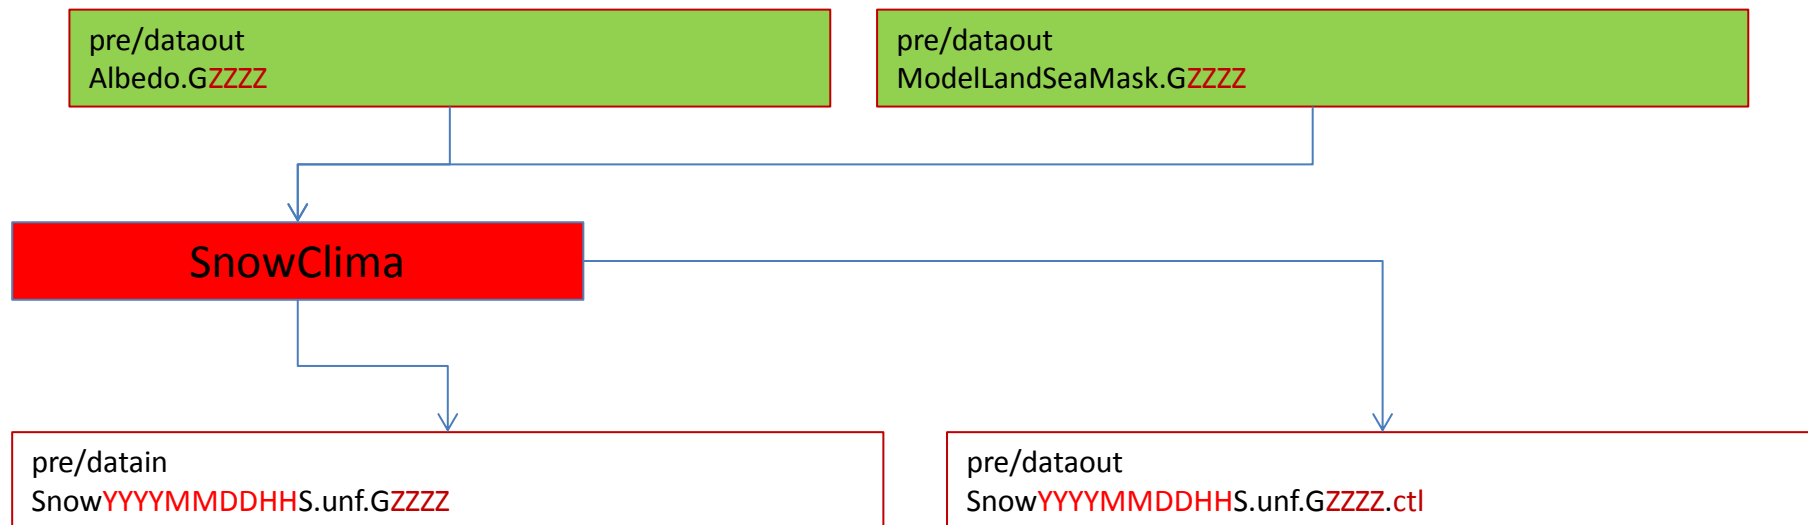 pre/dataout
Albedo.GZZZZ
pre/dataout
ModelLandSeaMask.GZZZZ
SnowClima
pre/datain
SnowYYYYMMDDHHS.unf.GZZZZ
pre/dataout
SnowYYYYMMDDHHS.unf.GZZZZ.ctl